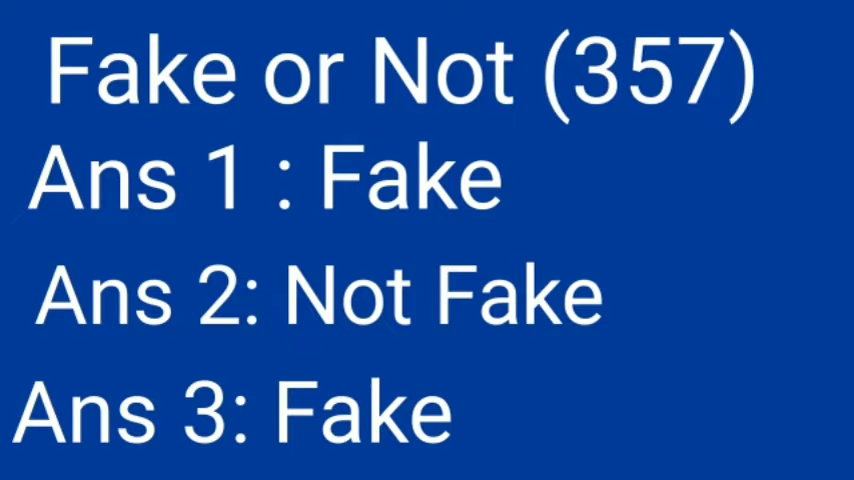 Fake or Not (357)
Ans 1 : Fake
Ans 2: Not Fake
Ans 3: Fake